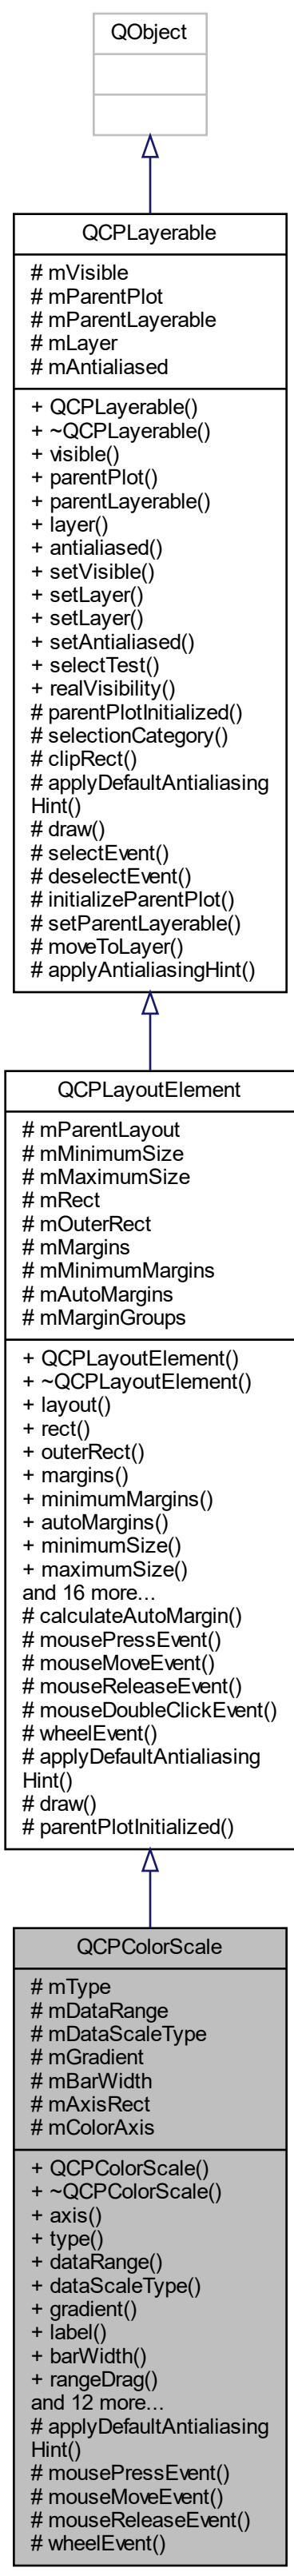 QObject
QCPLayerable
# mVisible
# mParentPlot
# mParentLayerable
# mLayer
# mAntialiased
+ QCPLayerable()
+ ~QCPLayerable()
+ visible()
+ parentPlot()
+ parentLayerable()
+ layer()
+ antialiased()
+ setVisible()
+ setLayer()
+ setLayer()
+ setAntialiased()
+ selectTest()
+ realVisibility()
# parentPlotInitialized()
# selectionCategory()
# clipRect()
# applyDefaultAntialiasing
Hint()
# draw()
# selectEvent()
# deselectEvent()
# initializeParentPlot()
# setParentLayerable()
# moveToLayer()
# applyAntialiasingHint()
QCPLayoutElement
# mParentLayout
# mMinimumSize
# mMaximumSize
# mRect
# mOuterRect
# mMargins
# mMinimumMargins
# mAutoMargins
# mMarginGroups
+ QCPLayoutElement()
+ ~QCPLayoutElement()
+ layout()
+ rect()
+ outerRect()
+ margins()
+ minimumMargins()
+ autoMargins()
+ minimumSize()
+ maximumSize()
and 16 more...
# calculateAutoMargin()
# mousePressEvent()
# mouseMoveEvent()
# mouseReleaseEvent()
# mouseDoubleClickEvent()
# wheelEvent()
# applyDefaultAntialiasing
Hint()
# draw()
# parentPlotInitialized()
QCPColorScale
# mType
# mDataRange
# mDataScaleType
# mGradient
# mBarWidth
# mAxisRect
# mColorAxis
+ QCPColorScale()
+ ~QCPColorScale()
+ axis()
+ type()
+ dataRange()
+ dataScaleType()
+ gradient()
+ label()
+ barWidth()
+ rangeDrag()
and 12 more...
# applyDefaultAntialiasing
Hint()
# mousePressEvent()
# mouseMoveEvent()
# mouseReleaseEvent()
# wheelEvent()